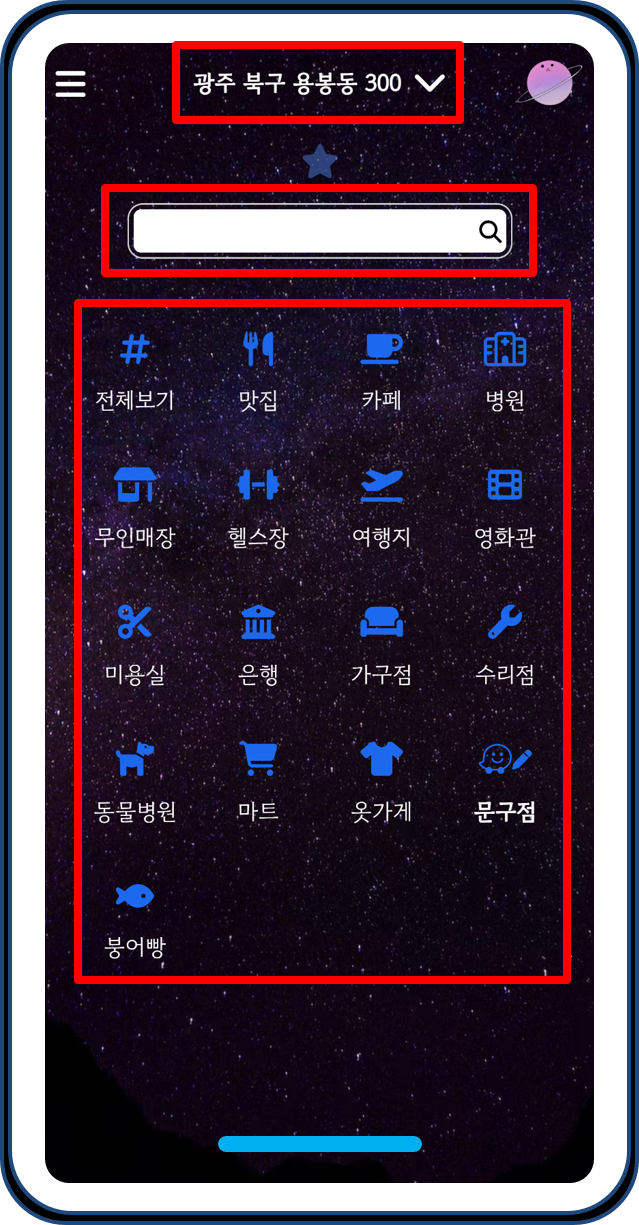 광주 북구 용봉동 300
전체보기 맛집 카페 병원
무인매장 헬스장 여행지 영화관
미용실 은행 가구점 수리점
동물병원 마트 옷가게 문구점
붕어빵